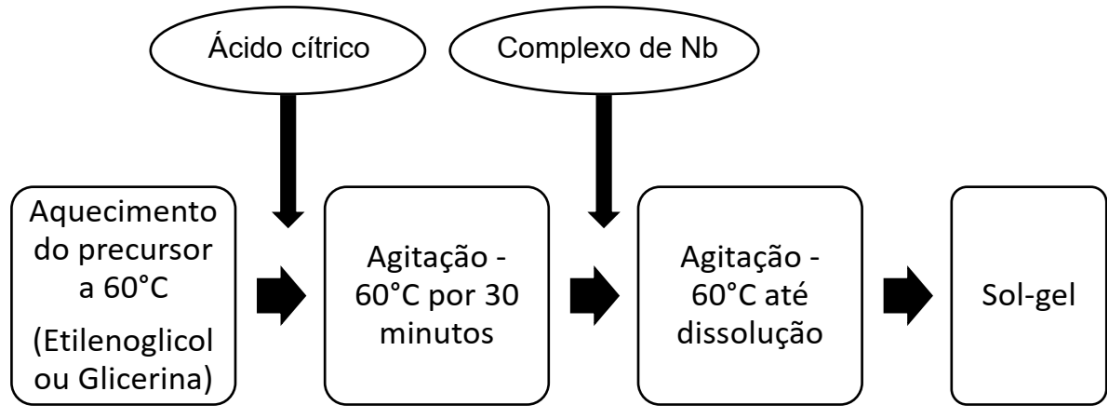 Ácido cítrico
Complexo de Nb
Aquecimento
do precursor
a 60°C
(Etilenoglicol
ou Glicerina)
Agitação -
60°C por 30
minutos
Agitação -
60°C até
dissolução
Sol-gel